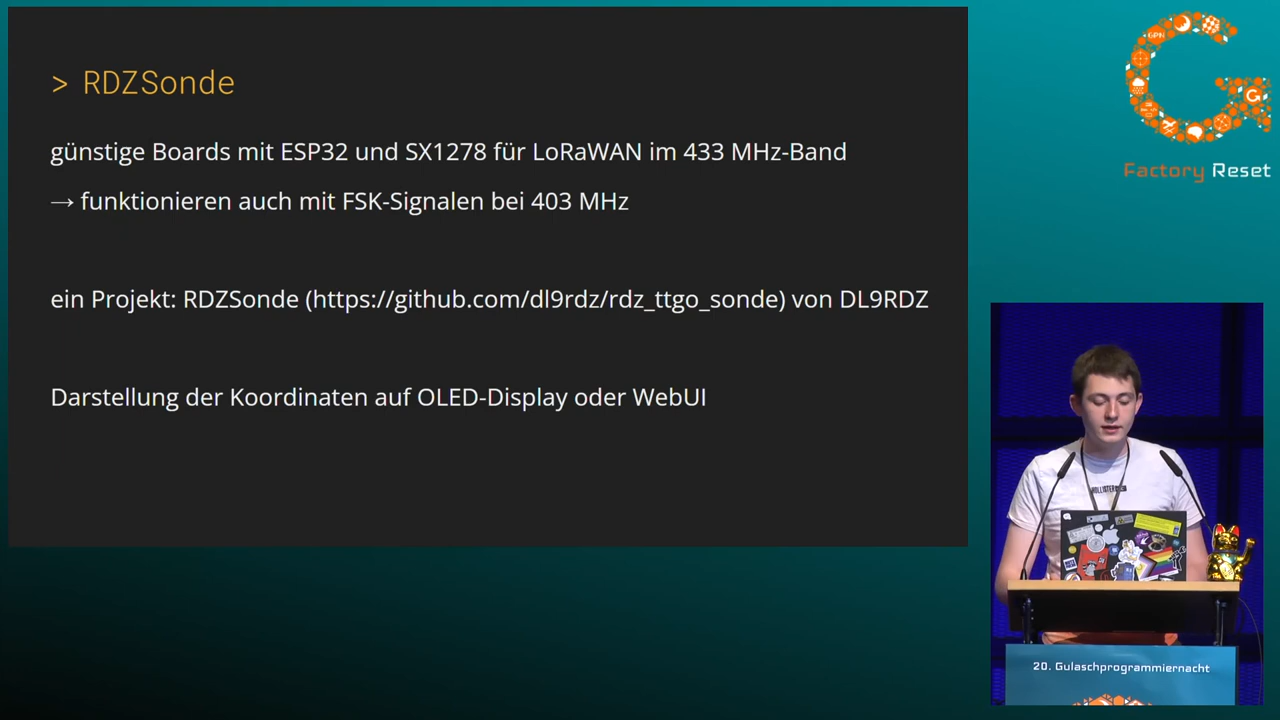 > RDZSonde
günstige Boards mit ESP32 und SX1278 für LoRaWAN im 433 MHz-Band
→ funktionieren auch mit FSK-Signalen bei 403 MHz
ein Projekt: RDZSonde (https://github.com/dl9rdz/rdz_ttgo_sonde) von DL9RDZ
Darstellung der Koordinaten auf OLED-Display oder WebUI
GPN
Factory Reset
HOLLISTER
20. Gulaschprogrammiernacht